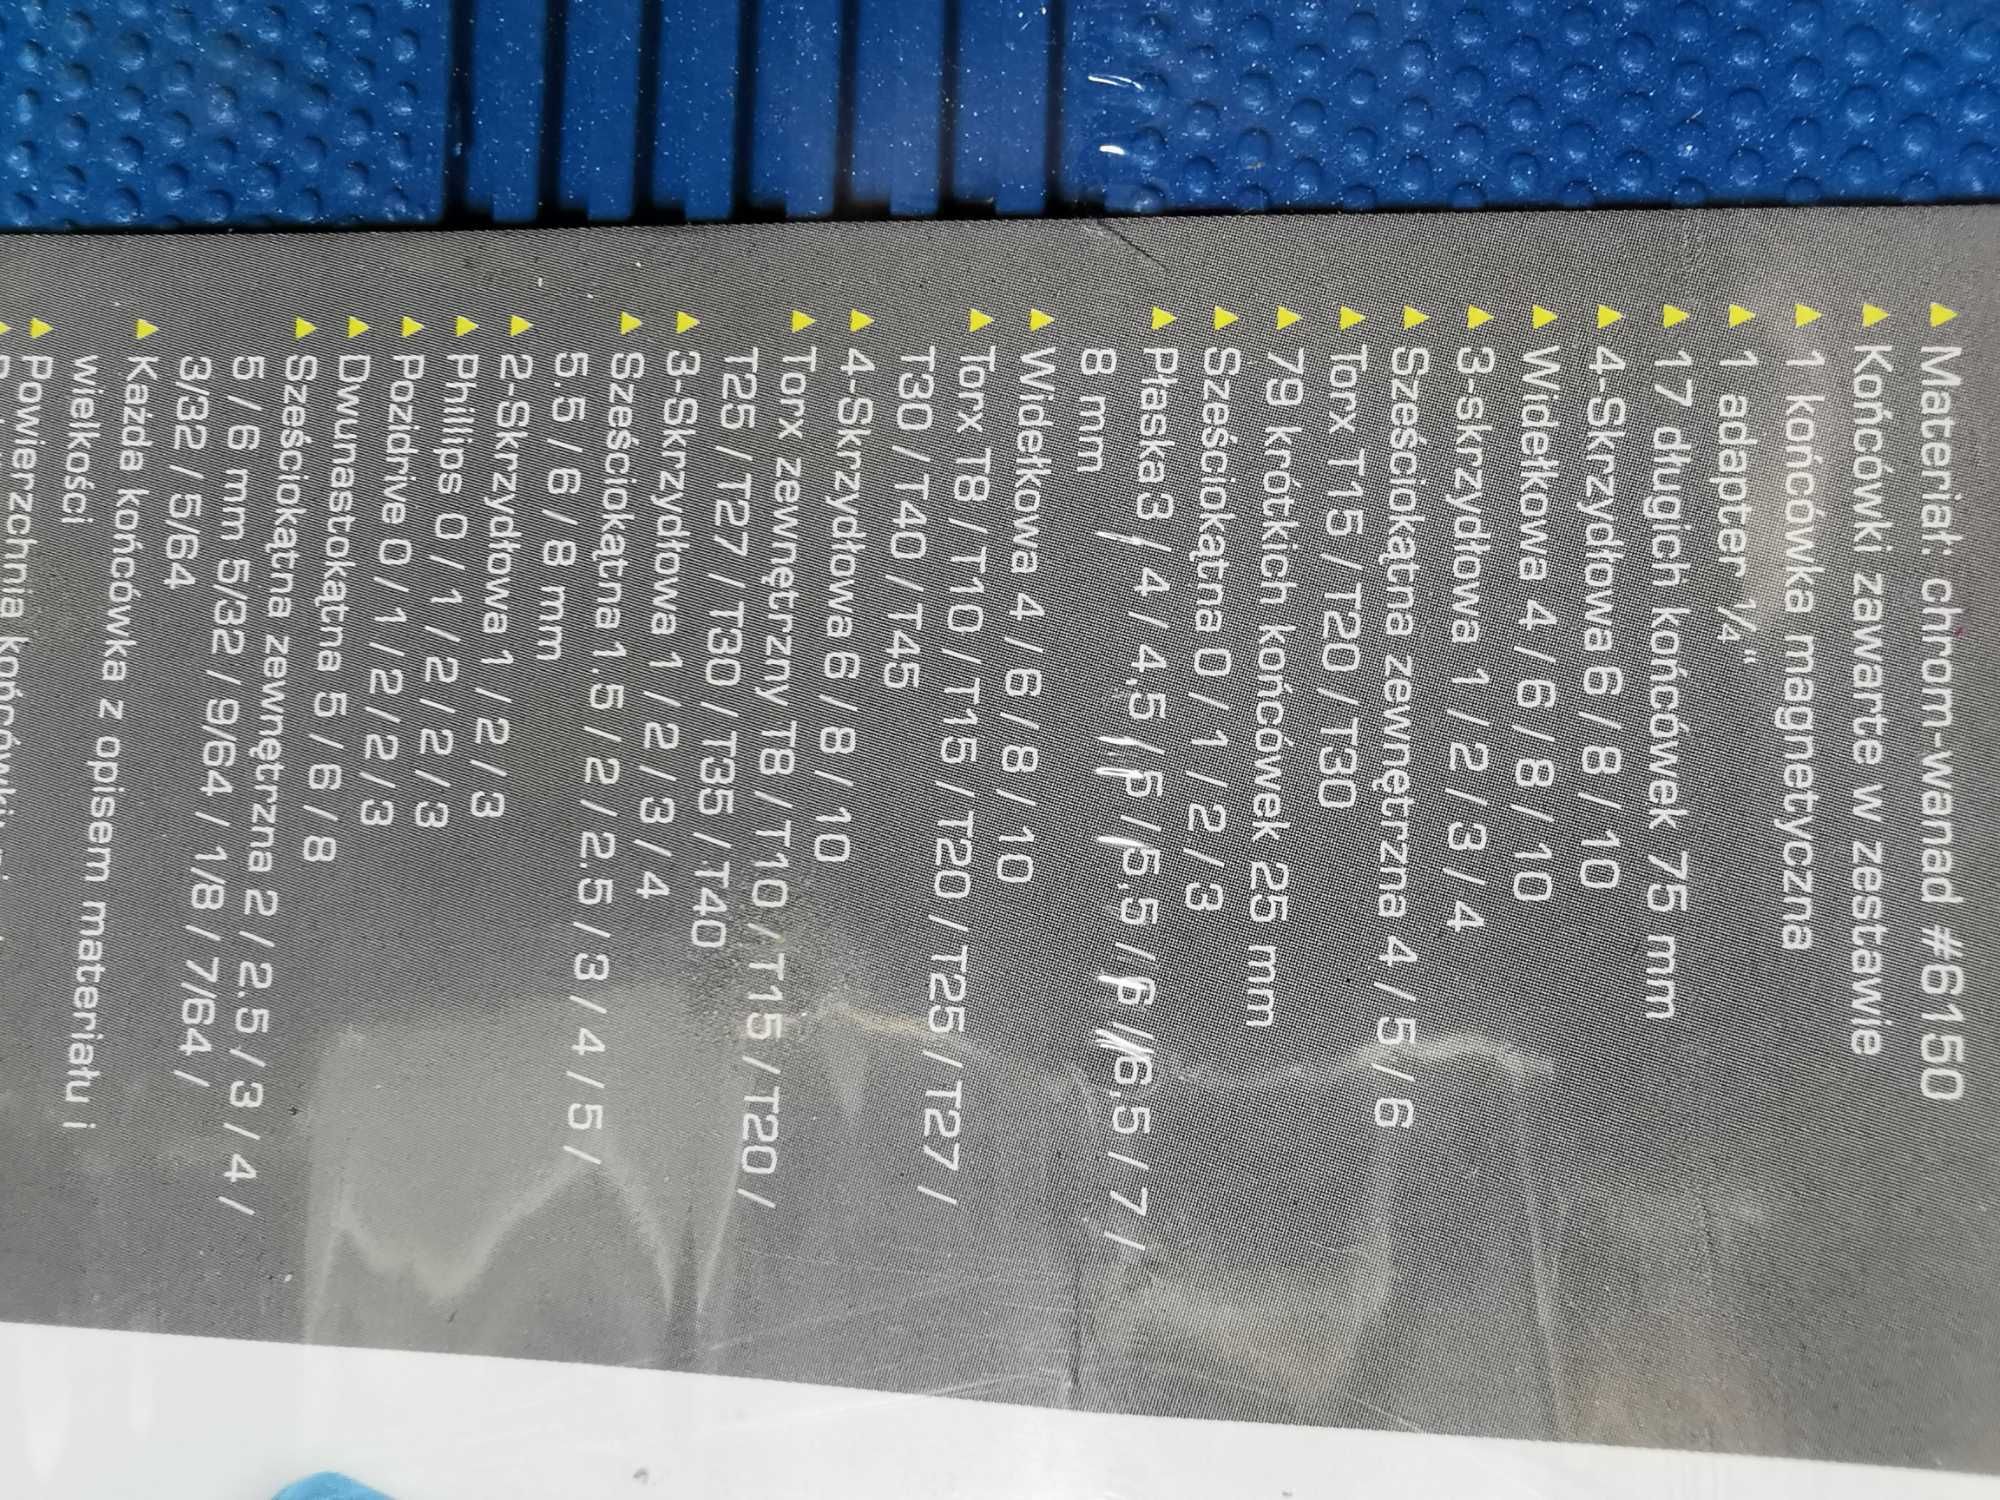 Materiał: chrom-wanad #6150
Końcówki zawarte w zestawie
1 końcówka magnetyczna
1 adapter 1/4"
17 długich końcówek 75 mm
4-Skrzydłowa 6 / 8 / 10
Widełkowa 4 / 6 / 8 / 10
3-skrzydłowa 1 / 2 / 3 / 4
Sześciokątna zewnętrzna 4 / 5 / 6
Torx T15 / T20 / T30
79 krótkich końcówek 25 mm
Sześciokątna 0 / 1 / 2 / 3
Płaska 3 / 4 / 4,5 / 5 / 5,5 / 6 / 6,5 / 7 /
8 mm
Widełkowa 4 / 6 / 8 / 10
Torx T8 / T10 / T15 / T20 / T25 / T27 /
T30 / T40 / T45
4-Skrzydłowa 6 / 8 / 10
Torx zewnętrzny T8 / T10 / T15 / T20 /
T25 / T27 / T30 / T35 / T40
3-Skrzydłowa 1 / 2 / 3 / 4
Sześciokątna 1.5 / 2 / 2.5 / 3 / 4 / 5 /
5.5 / 6 / 8 mm
2-Skrzydłowa 1 / 2 / 3
Phillips 0 / 1 / 2 / 2 / 3
Pozidrive 0 / 1 / 2 / 2 / 3
Dwunastokątna 5 / 6 / 8
Sześciokątna zewnętrzna 2 / 2.5 / 3 / 4 /
5 / 6 mm 5/32 / 9/64 / 1/8 / 7/64 /
3/32 / 5/64
Każda końcówka z opisem materiału i
wielkości
Powierzchnia